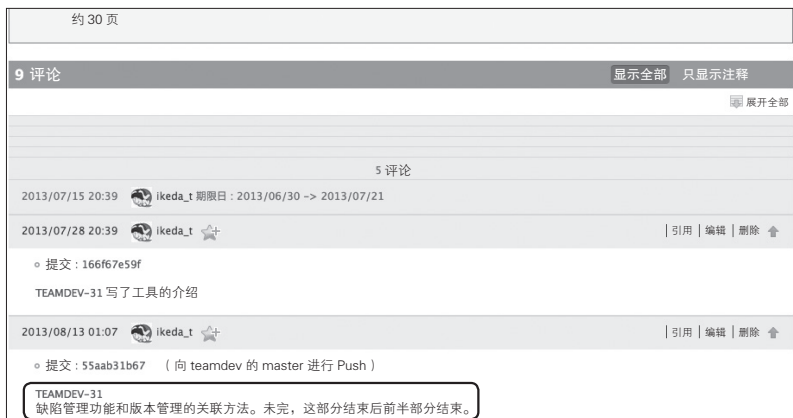 约 30 页
9 评论 显示全部 只显示注释
展开全部
5 评论
2013/07/15 20:39 ikeda_t 期限日 : 2013/06/30 -> 2013/07/21
2013/07/28 20:39 ikeda_t |引用 |编辑 |删除
提交 : 166f67e59f
TEAMDEV-31 写了工具的介绍
2013/08/13 01:07 ikeda_t |引用 |编辑 |删除
提交 : 55aab31b67 （向 teamdev 的 master 进行 Push）
TEAMDEV-31
缺陷管理功能和版本管理的关联方法。未完，这部分结束后前半部分结束。